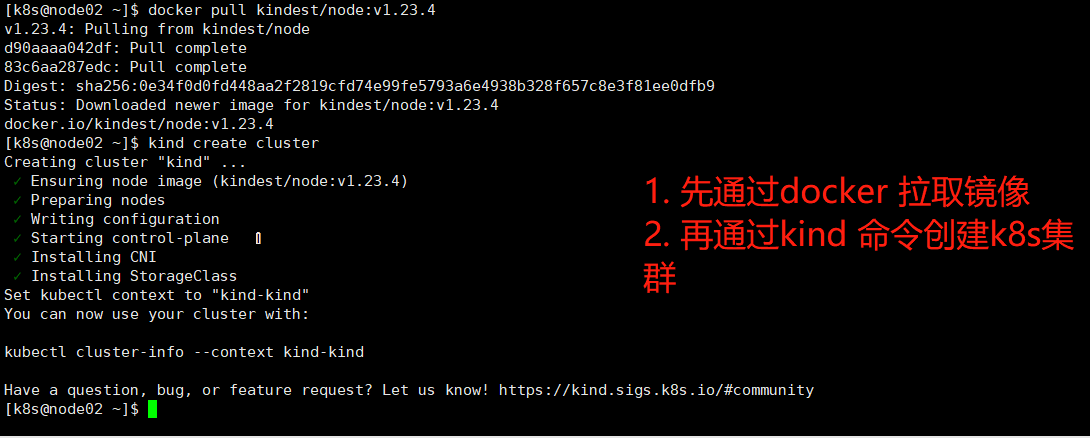 [k8s@node02 ~]$ docker pull kindest/node:v1.23.4
v1.23.4: Pulling from kindest/node
d90aaaa042df: Pull complete
83c6aa287edc: Pull complete
Digest: sha256:0e34f0d0fd448aa2f2819cfd74e99fe5793a6e4938b328f657c8e3f81ee0dfb9
Status: Downloaded newer image for kindest/node:v1.23.4
docker.io/kindest/node:v1.23.4
[k8s@node02 ~]$ kind create cluster
Creating cluster "kind" ...
✓ Ensuring node image (kindest/node:v1.23.4)
✓ Preparing nodes
✓ Writing configuration
✓ Starting control-plane
✓ Installing CNI
✓ Installing StorageClass
Set kubectl context to "kind-kind"
You can now use your cluster with:
kubectl cluster-info --context kind-kind
Have a question, bug, or feature request? Let us know! https://kind.sigs.k8s.io/#community
[k8s@node02 ~]$
1. 先通过docker 拉取镜像
2. 再通过kind 命令创建k8s集
群